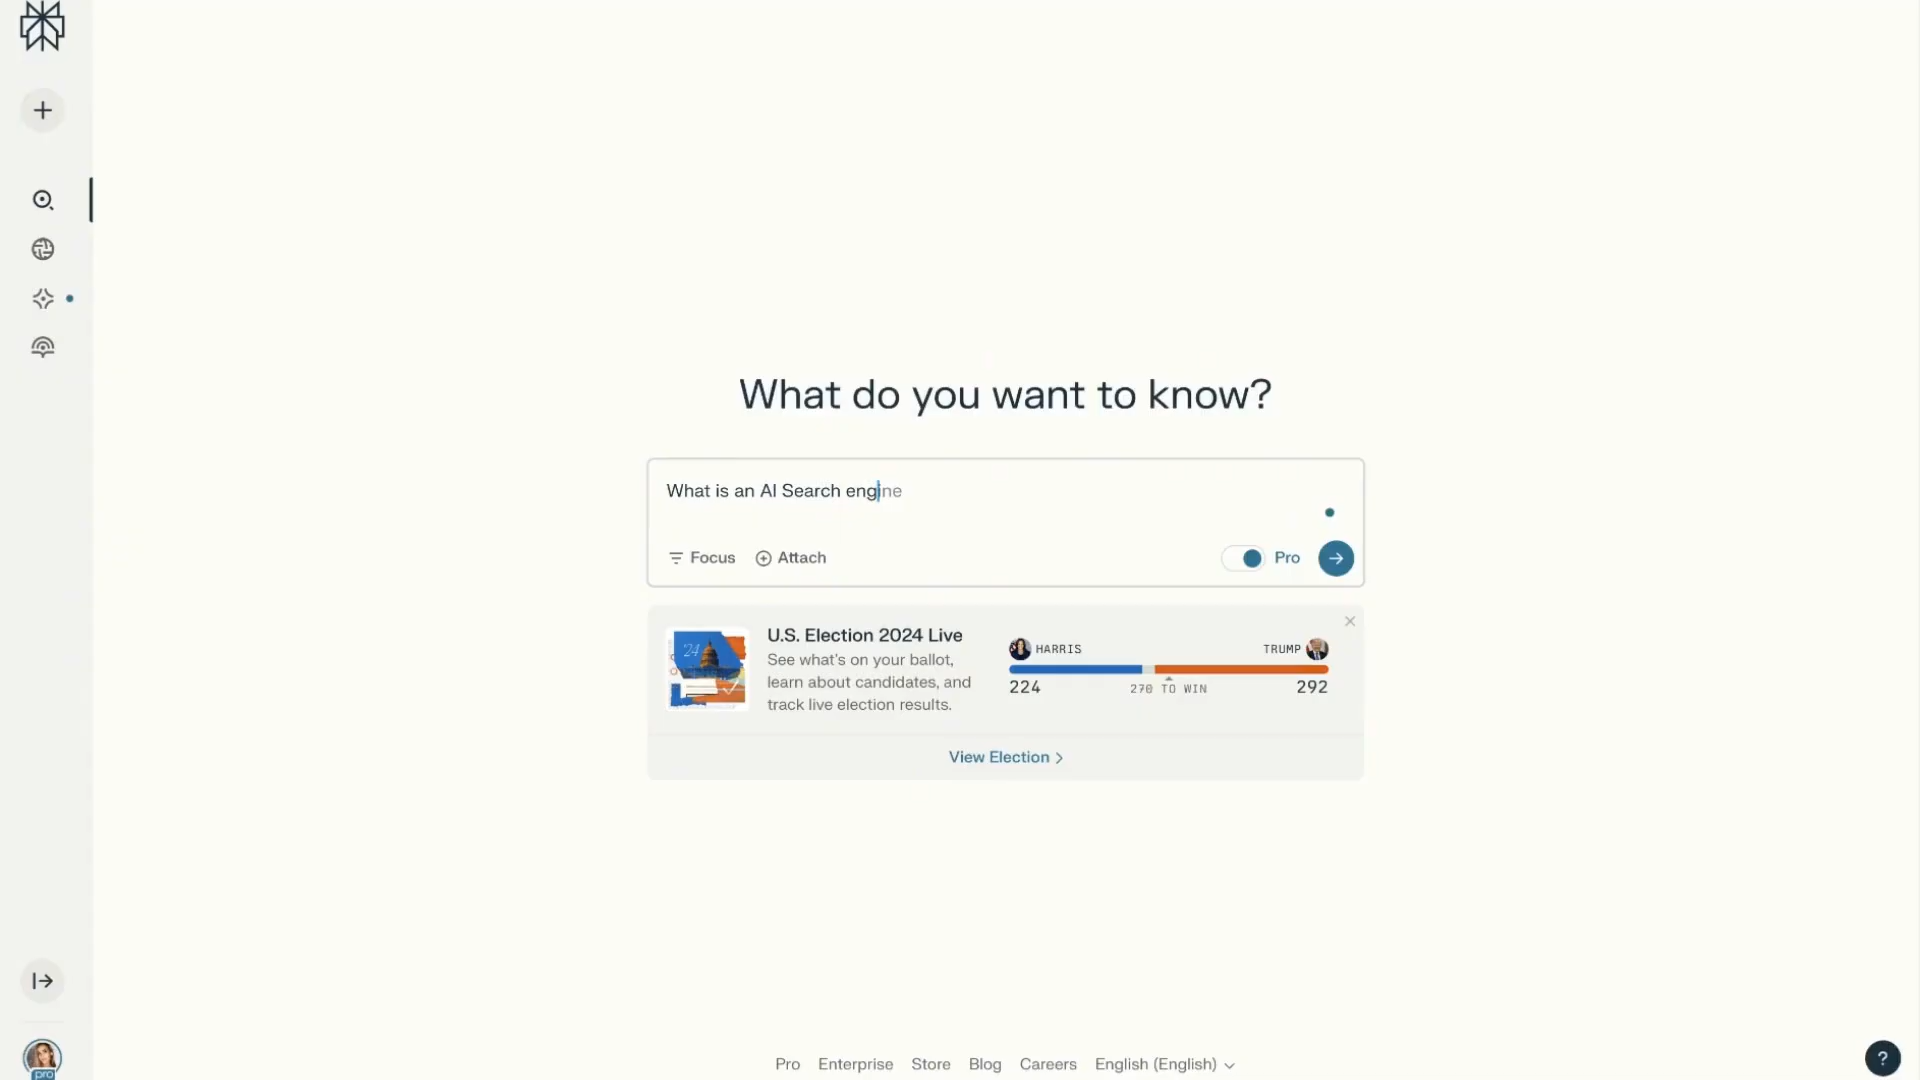 What do you want to know?
What is an AI Search engine
Focus
Attach
Pro
'24
U.S. Election 2024 Live
See what's on your ballot,
learn about candidates, and
track live election results.
HARRIS
TRUMP
224
270 TO WIN
292
View Election
Pro
Enterprise
Store
Blog
Careers
English (English)
?
pro